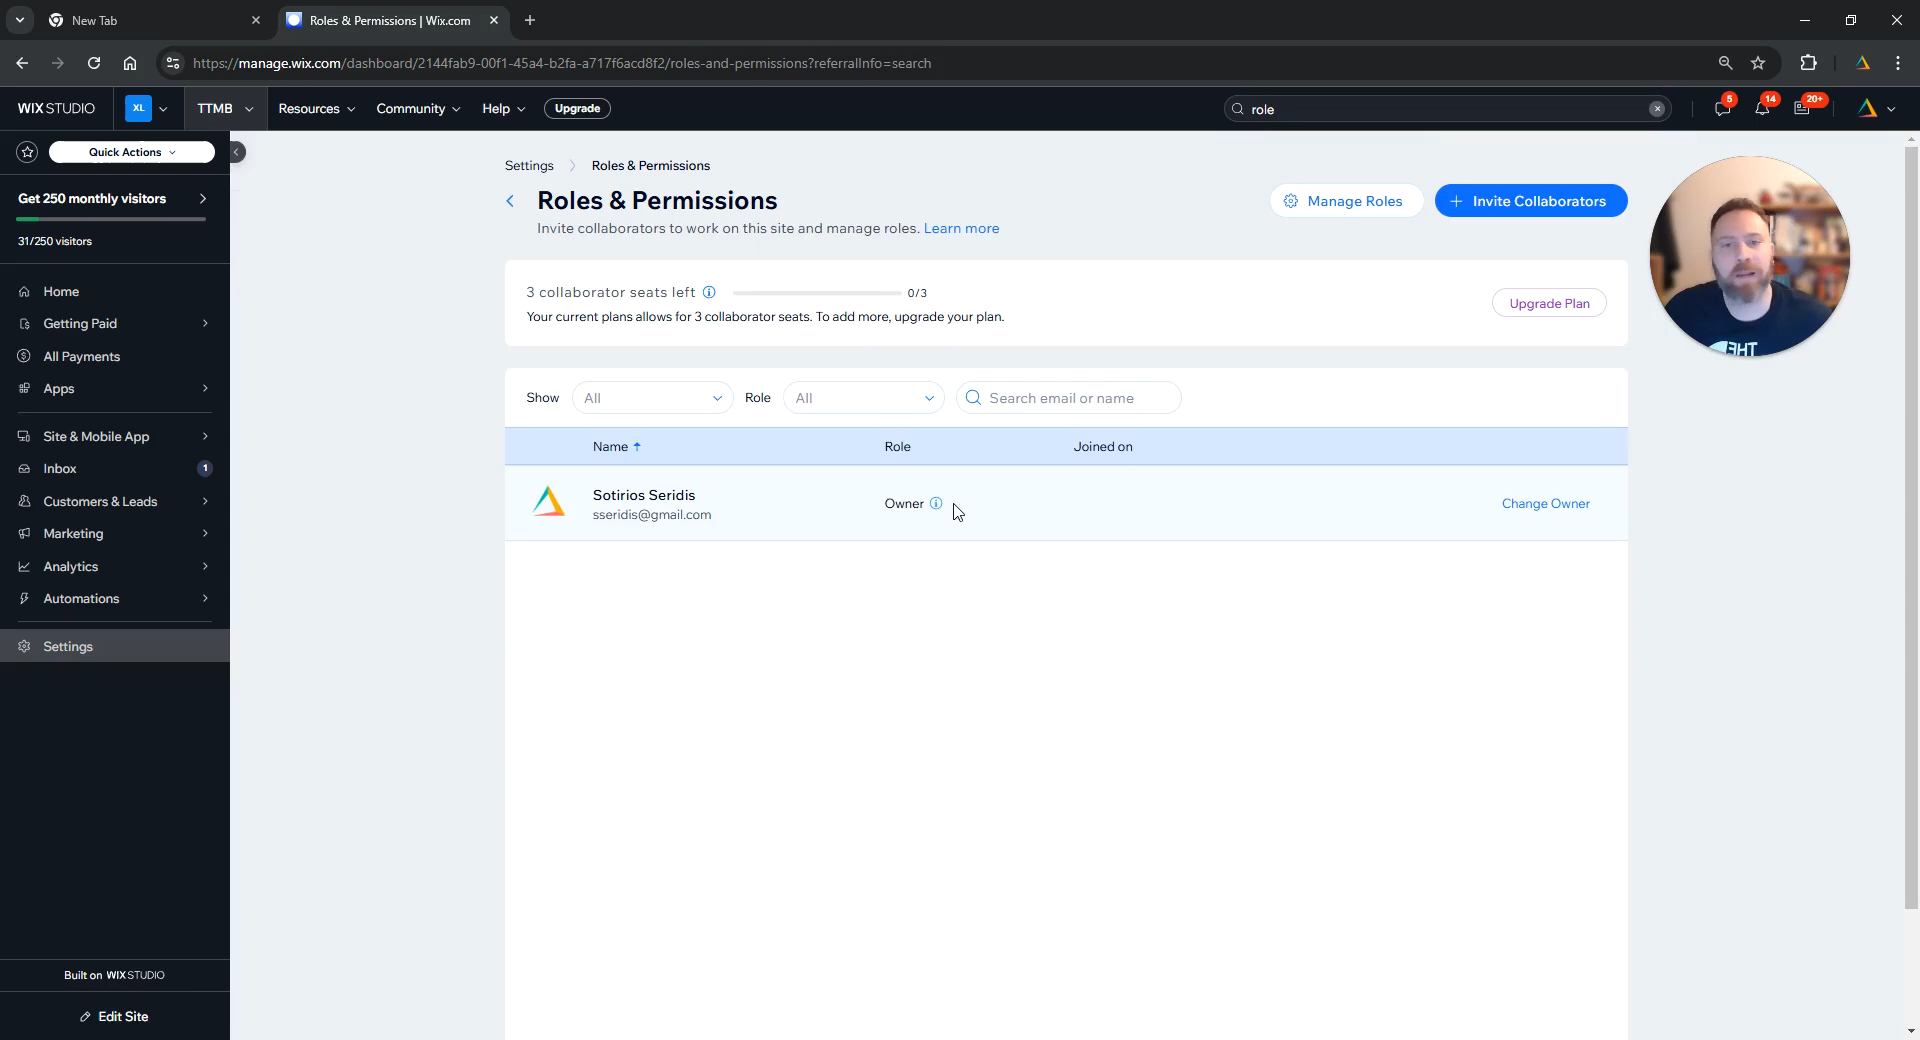 New Tab
Roles & Permissions | Wix.com
https://manage.wix.com/dashboard/2144fab9-00f1-45a4-b2fa-a717f6acd8f2/roles-and-permissions?referralInfo=search
WIX STUDIO
XL
TTMB
Resources
Community
Help
Upgrade
role
5
14
20+
Quick Actions
Get 250 monthly visitors
31/250 visitors
Home
Getting Paid
All Payments
Apps
Site & Mobile App
Inbox
1
Customers & Leads
Marketing
Analytics
Automations
Settings
Built on WIX STUDIO
Edit Site
Settings
Roles & Permissions
Roles & Permissions
Invite collaborators to work on this site and manage roles. Learn more
Manage Roles
Invite Collaborators
3 collaborator seats left
0/3
Your current plans allows for 3 collaborator seats. To add more, upgrade your plan.
Upgrade Plan
Show
All
Role
All
Search email or name
Name
Role
Joined on
Sotirios Seridis
sseridis@gmail.com
Owner
Change Owner
THE